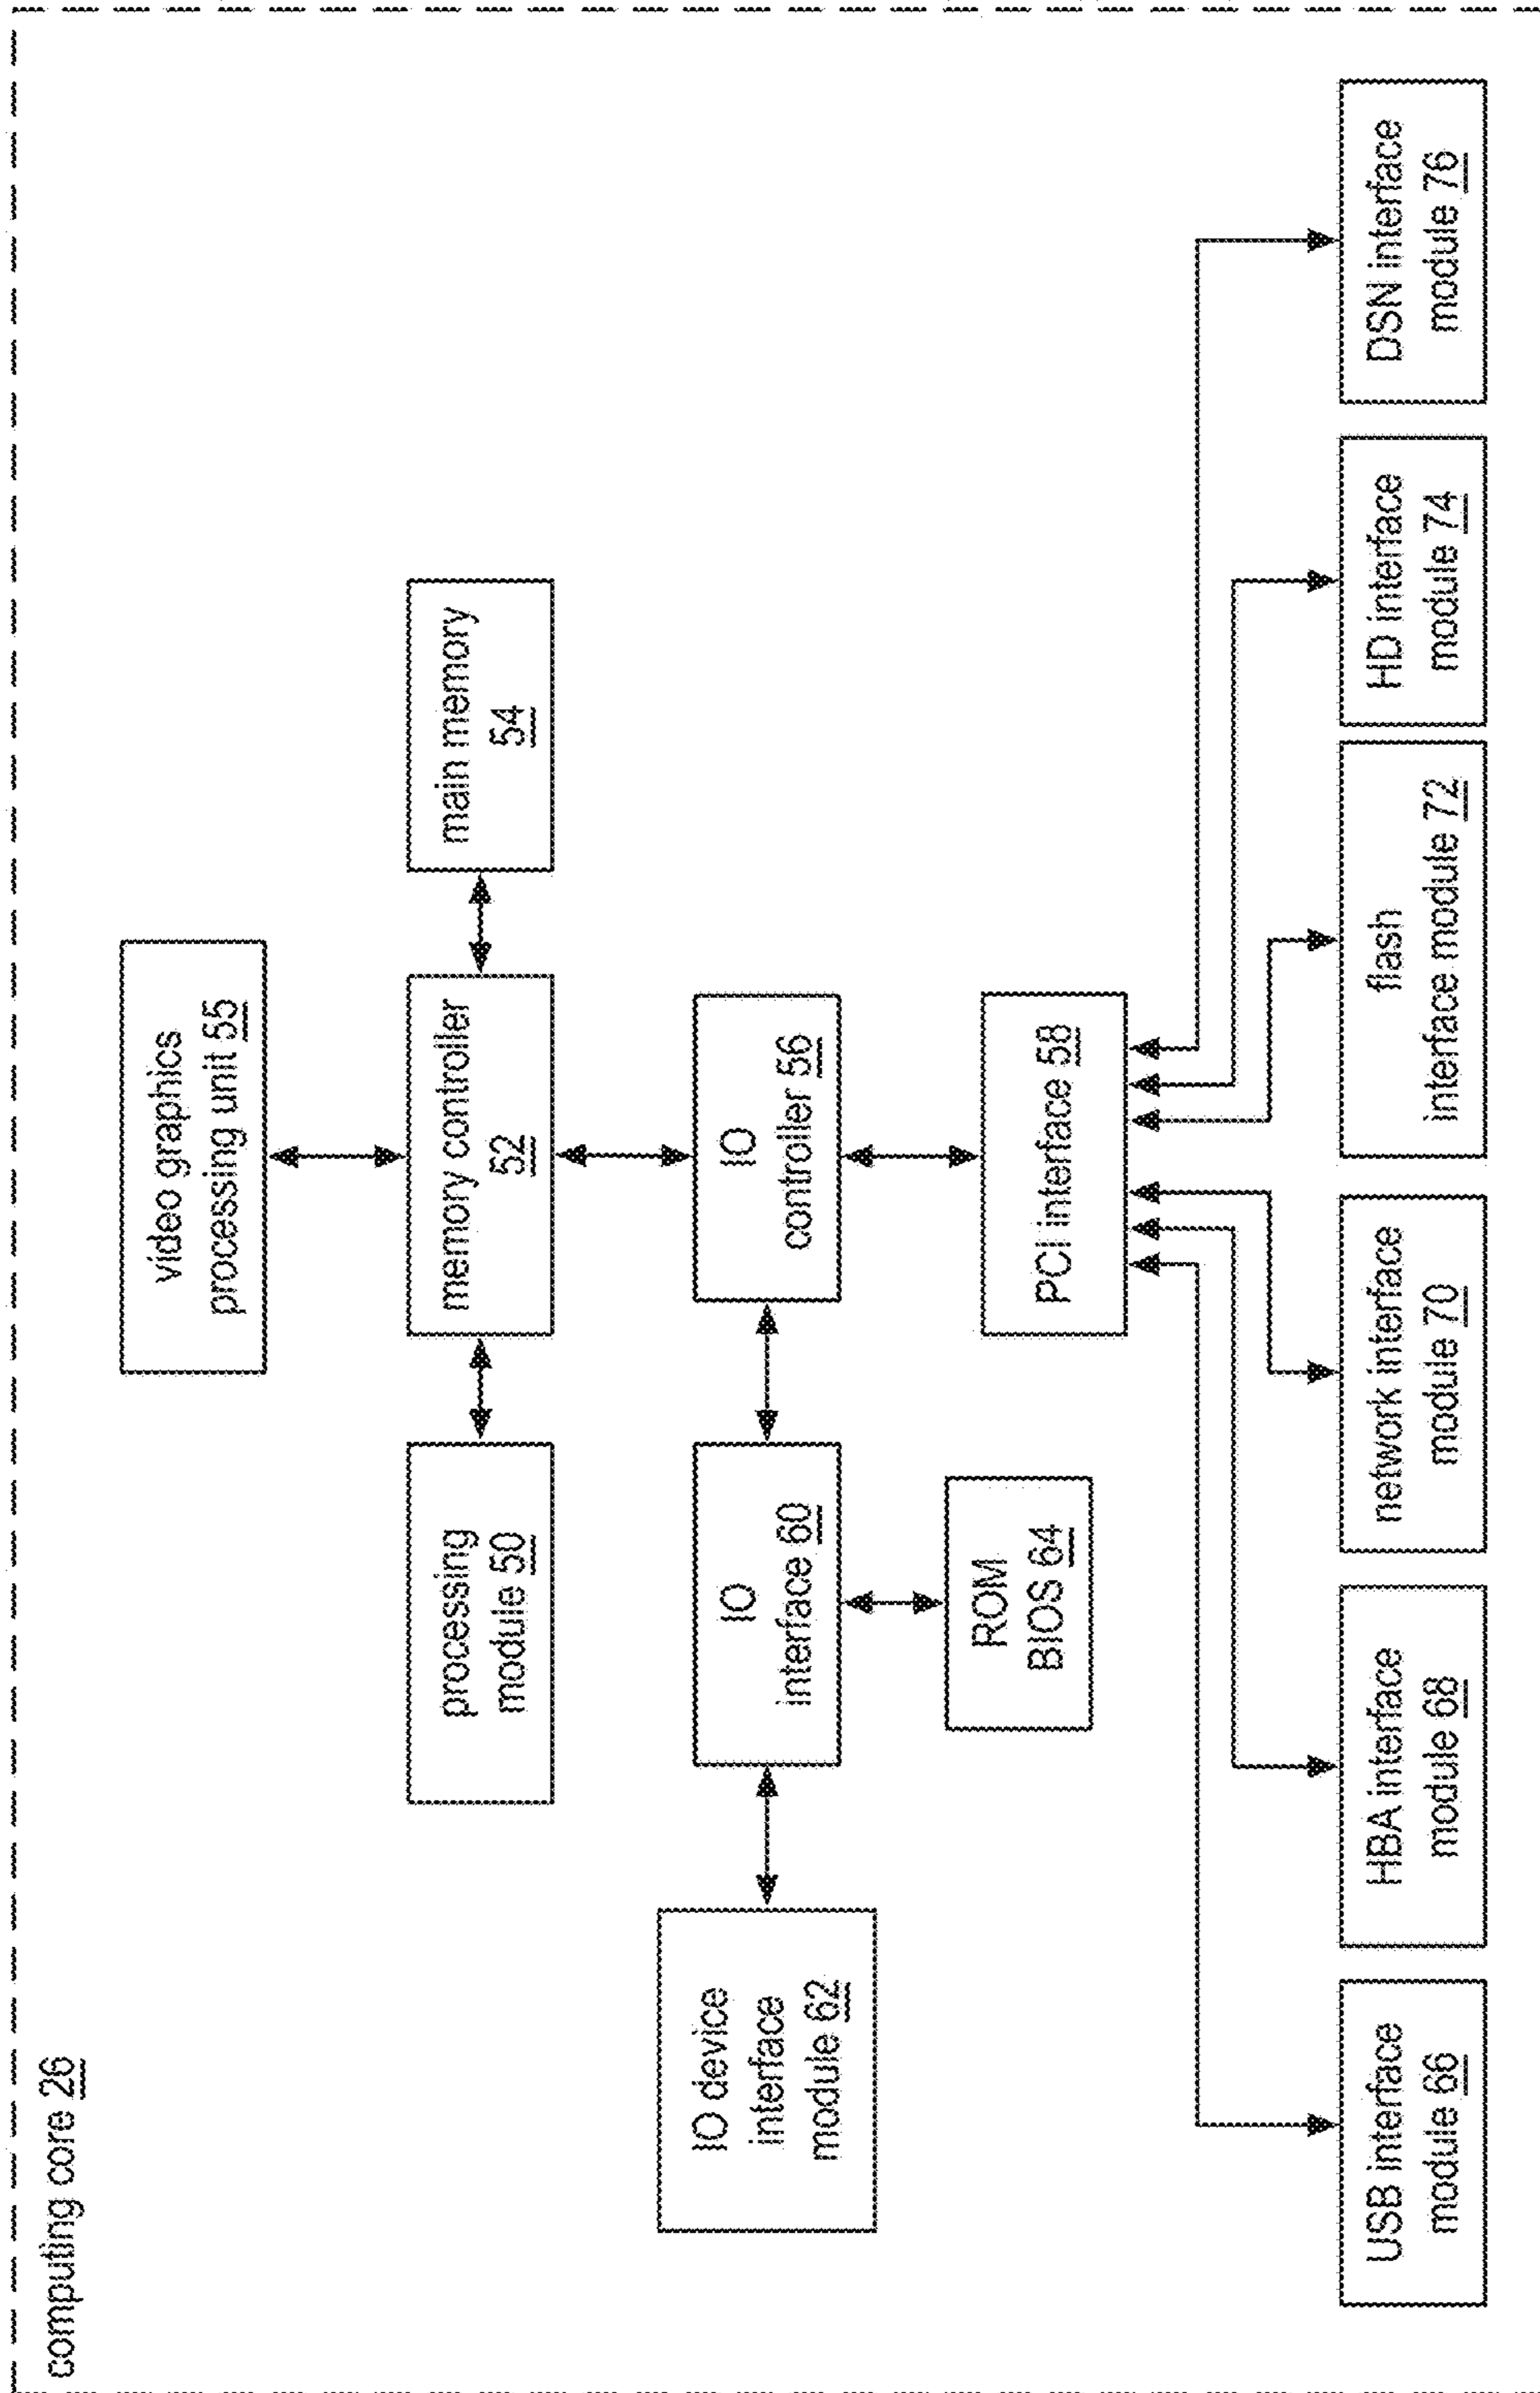 computing core 26
video graphics
processing unit 55
processing
module 50
memory controller
52
main memory
54
IO device
interface
module 62
IO
interface 60
IO
controller 56
ROM
BIOS 64
PCI interface 58
USB interface
module 66
HBA interface
module 68
network interface
module 70
flash
interface module 72
HD interface
module 74
DSN interface
module 76